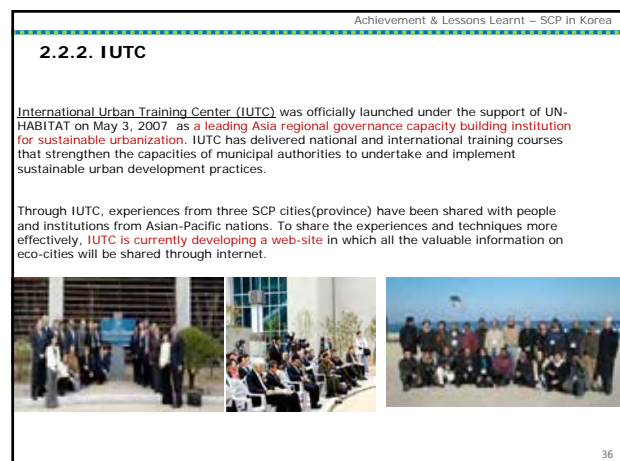 Achievement & Lessons Learnt – SCP in Korea
2.2.2. IUTC
International Urban Training Center (IUTC) was officially launched under the support of UN-
HABITAT on May 3, 2007 as a leading Asia regional governance capacity building institution
for sustainable urbanization. IUTC has delivered national and international training courses
that strengthen the capacities of municipal authorities to undertake and implement
sustainable urban development practices.
Through IUTC, experiences from three SCP cities(province) have been shared with people
and institutions from Asian-Pacific nations. To share the experiences and techniques more
effectively, IUTC is currently developing a web-site in which all the valuable information on
eco-cities will be shared through internet.
36